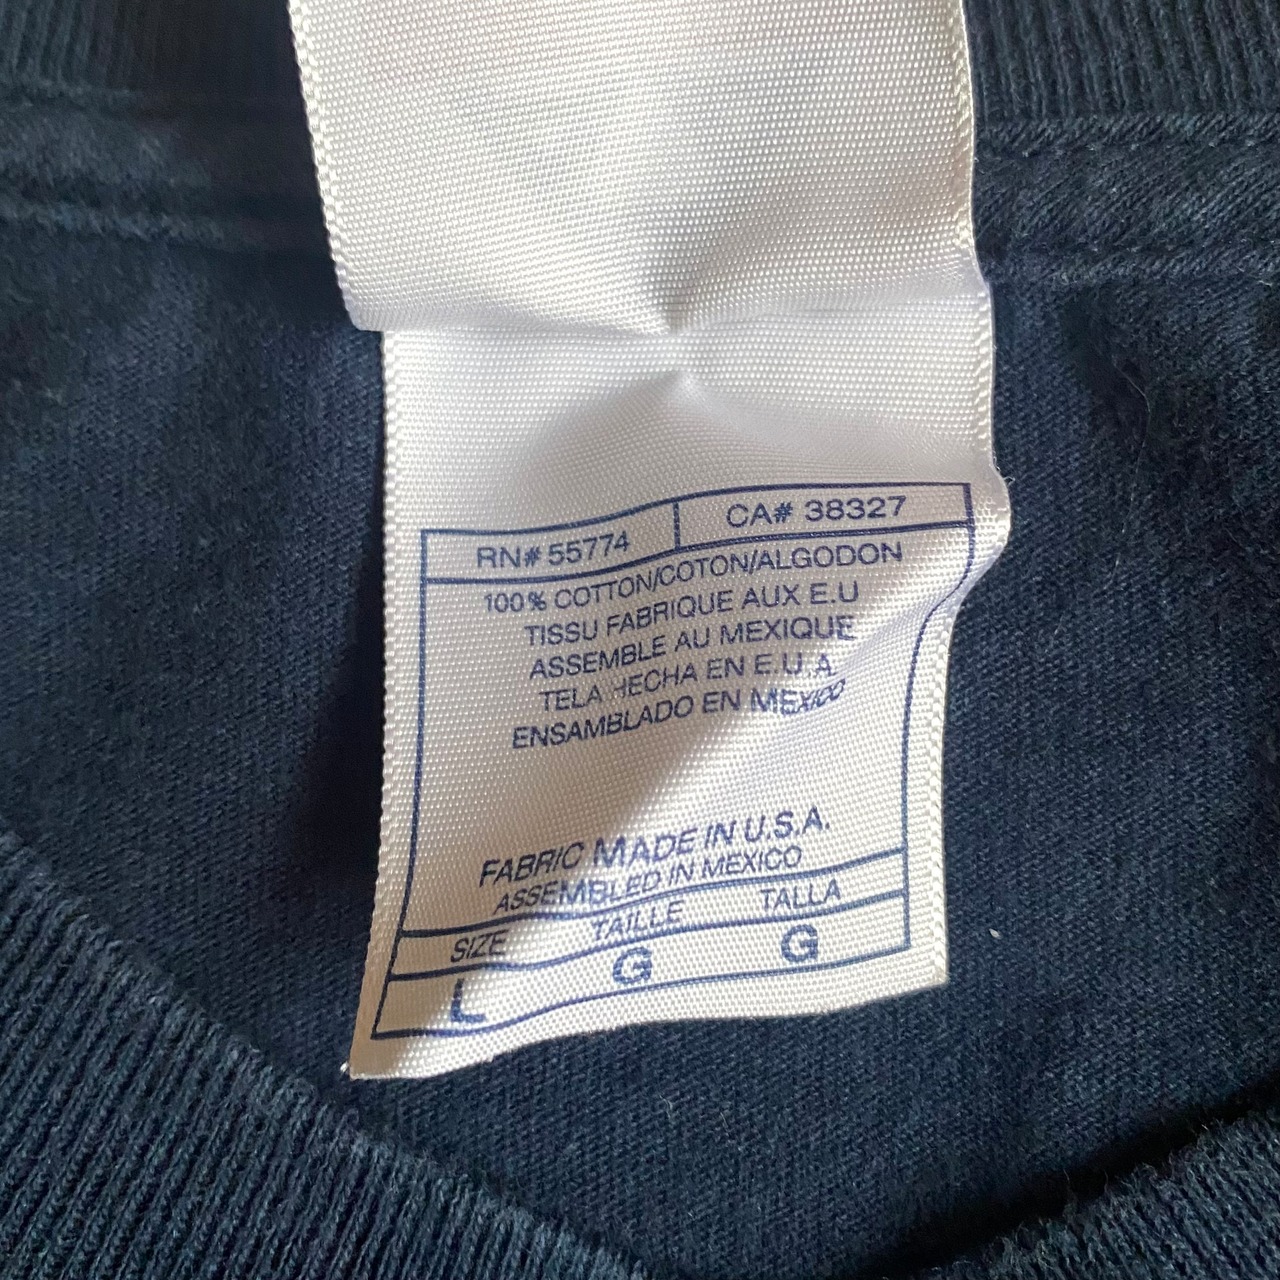 RN# 55774 CA# 38327
100% COTTON/COTON/ALGODON
TISSU FABRIQUE AUX E.U
ASSEMBLE AU MEXIQUE
TELA HECHA EN E.U.A
ENSAMBLADO EN MEXICO
FABRIC MADE IN U.S.A.
ASSEMBLED IN MEXICO
SIZE TAILLE TALLA
L G G